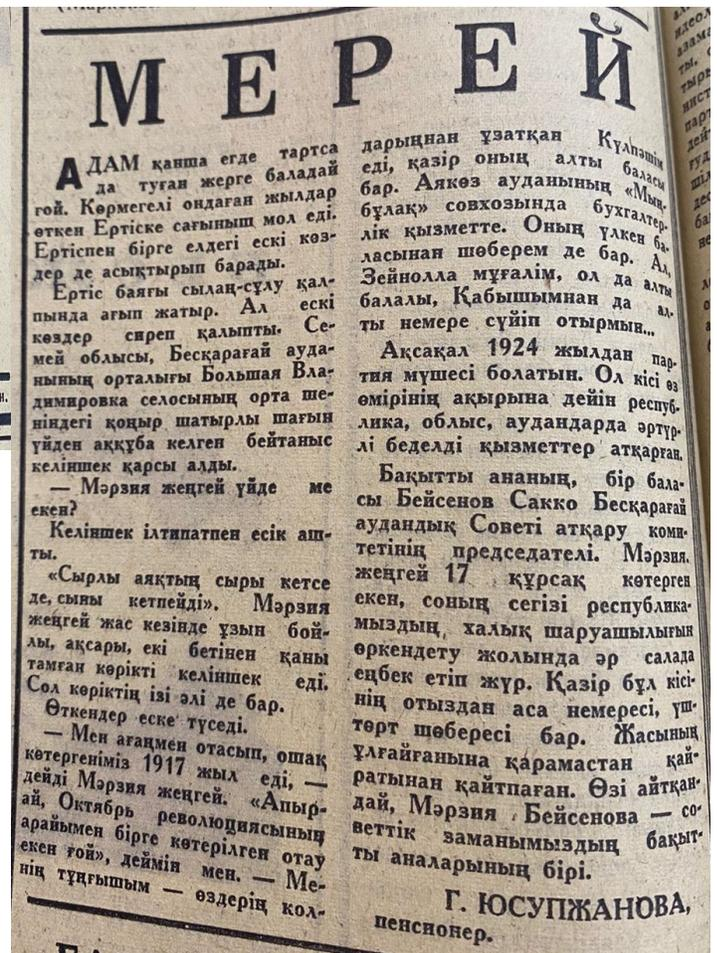 МЕРЕЙ
АДАМ қанша егде тартса
да туған жерге баладай
ғой. Көрмегелі ондаған жылдар
өткен Ертіске сағыныш мол еді.
Ертіспен бірге елдегі ескі көз-
дер де асықтырып барады.
Ертіс баяғы сылаң-сұлу қал-
пында ағып жатыр. Ал ескі
көздер сиреп қалыпты. Се-
мей облысы, Бесқарағай ауда-
нының орталығы Большая Вла-
димировка селосының орта ше-
ніндегі қоңыр шатырлы шағын
үйден аққұба келген бейтаныс
келіншек қарсы алды.
— Мәрзия жеңгей үйде ме
екен?
Келіншек ілтипатпен есік аш-
ты.
«Сырлы аяқтың сыры кетсе
де, сыны кетпейді». Мәрзия
жеңгей жас кезінде ұзын бой-
лы, ақсары, екі бетінен қаны
тамған көрікті келіншек еді.
Сол көріктің ізі әлі де бар.
Өткендер еске түседі.
— Мен ағаңмен отасып, ошақ
көтергеніміз 1917 жыл еді, —
дейді Мәрзия жеңгей. «Апыр-
ай, Октябрь революциясының
арайымен бірге көтерілген отау
екен ғой», деймін мен. — Ме-
нің тұңғышым — өздерің кол-
дарыңнан ұзатқан Күлпәшім
еді, қазір оның алты баласы
бар. Аякөз ауданының «Мың-
бұлақ» совхозында бухгалтер-
лік қызметте. Оның үлкен ба-
ласынан шөберем де бар. Ал,
Зейнолла мұғалім, ол да алты
балалы, Қабышымнан да ал-
ты немере сүйіп отырмын...
Ақсақал 1924 жылдан пар-
тия мүшесі болатын. Ол кісі өз
өмірінің ақырына дейін респуб-
лика, облыс, аудандарда әртүр-
лі беделді қызметтер атқарған.
Бақытты ананың, бір бала-
сы Бейсенов Сакко Бесқарағай
аудандық Советі атқару коми-
тетінің председателі. Мәрзия
жеңгей 17 құрсақ көтерген
екен, соның сегізі республика-
мыздың, халық шаруашылығын
өркендету жолында әр салада
еңбек етіп жүр. Қазір бұл кісі-
нің отыздан аса немересі, үш-
төрт шөбересі бар. Жасының
ұлғайғанына қарамастан қай-
ратынан қайтпаған. Өзі айтқан-
дай, Мәрзия Бейсенова — со-
веттік заманымыздың бақыт-
ты аналарының бірі.
Г. ЮСУПЖАНОВА,
пенсионер.